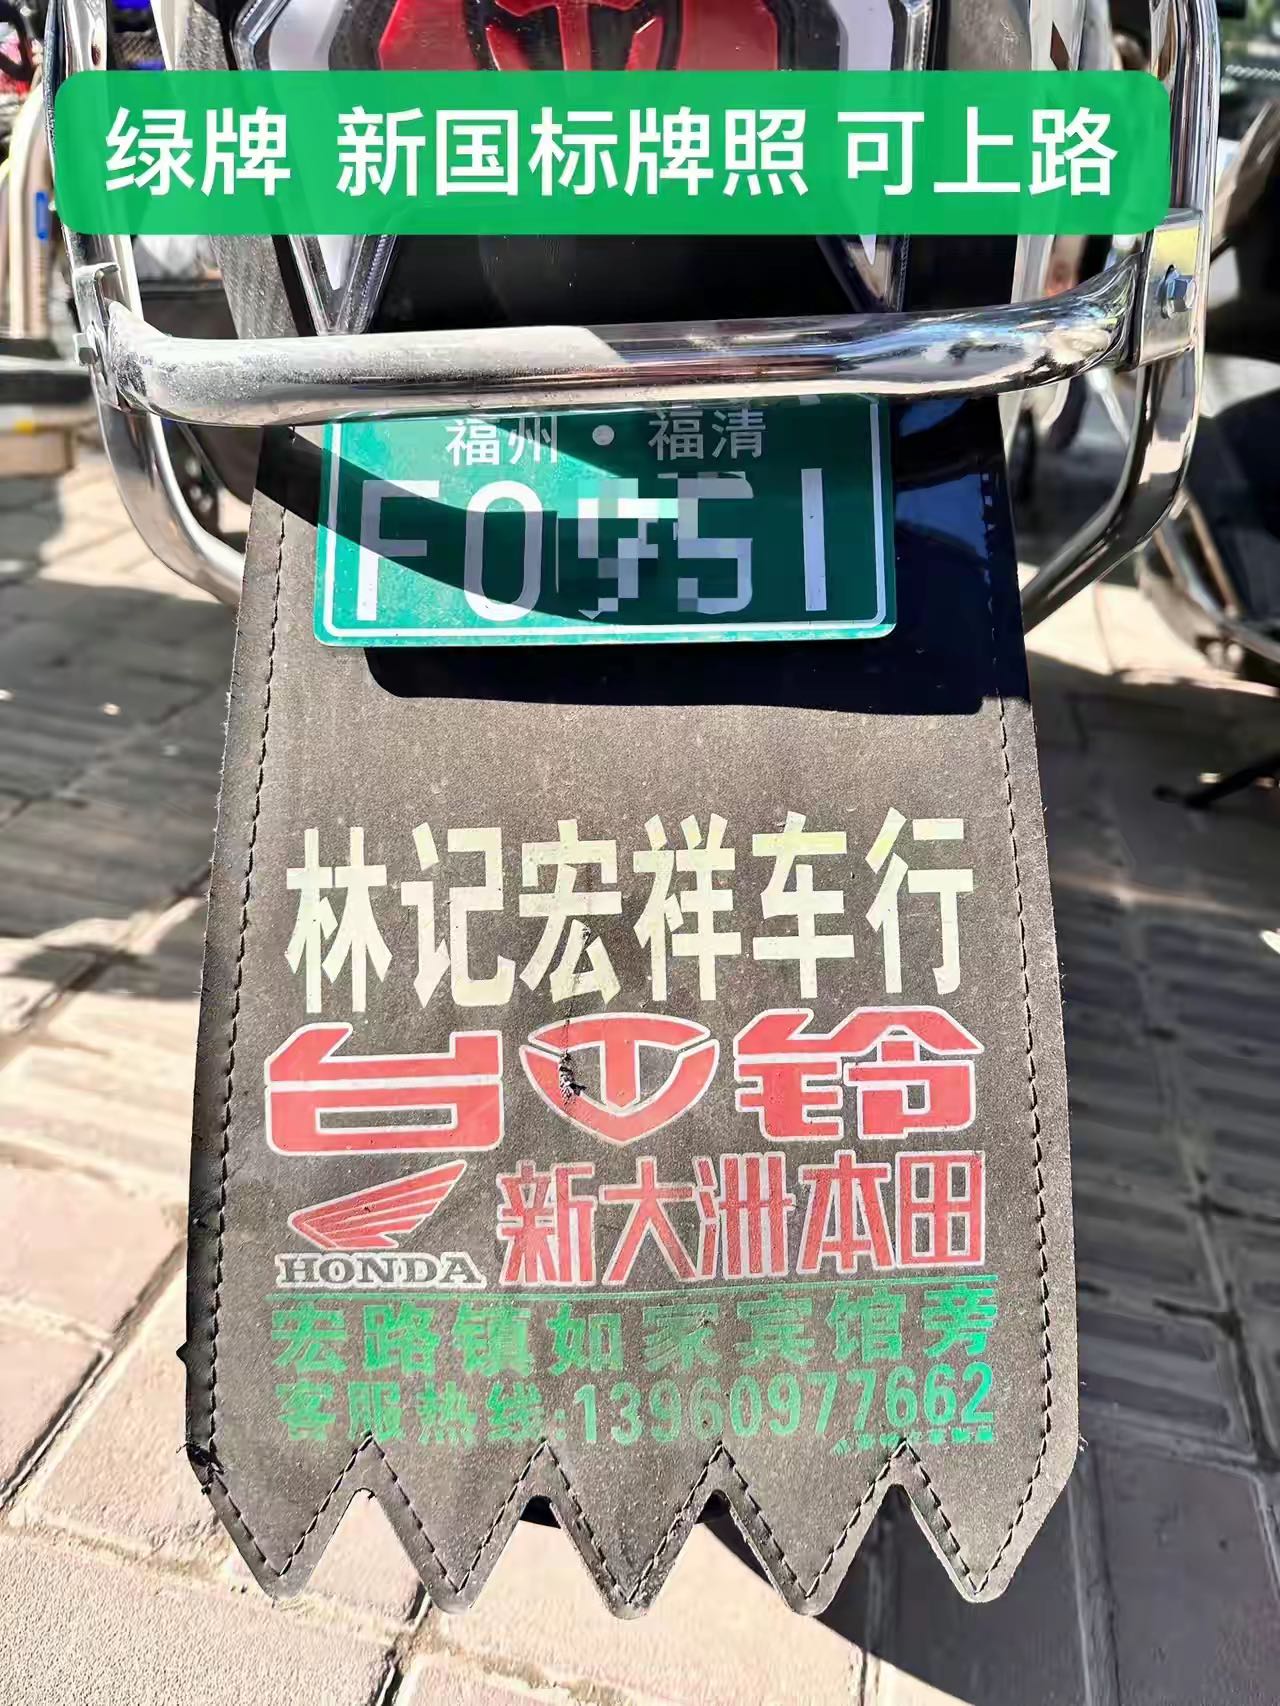 绿牌 新国标牌照 可上路
福州·福清
林记宏祥车行
台铃
HONDA 新大洲本田
宏路镇如家宾馆旁
客服热线:13960977662